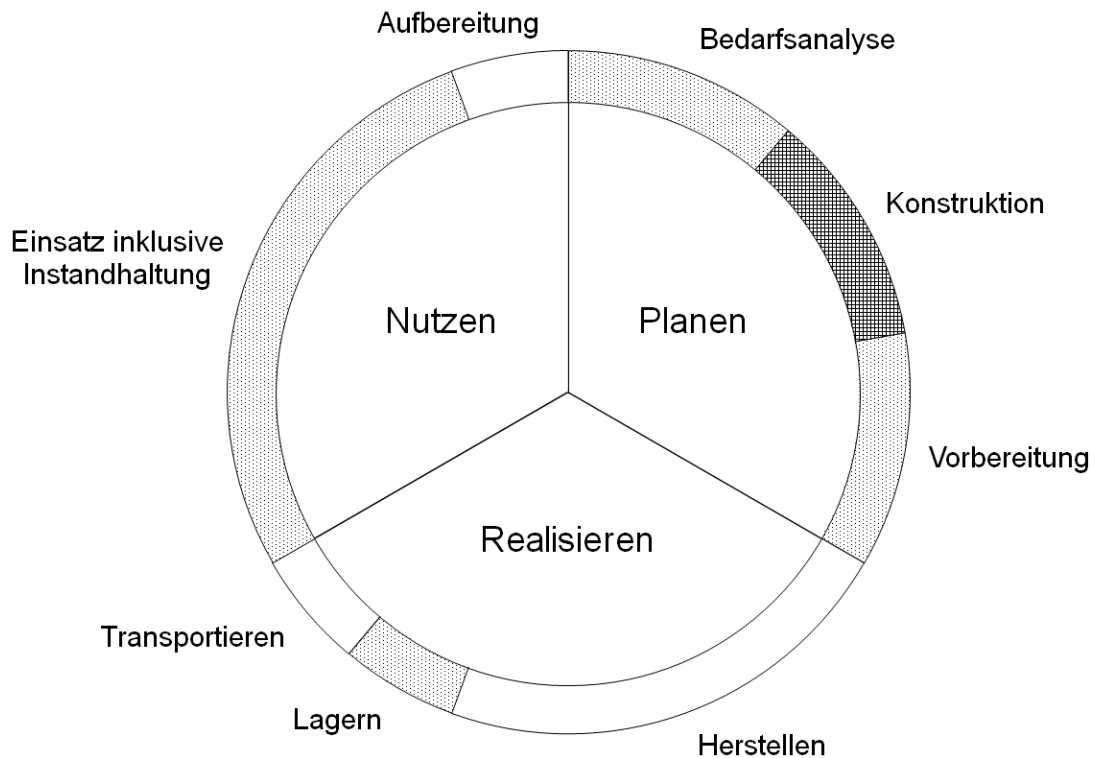 Aufbereitung
Bedarfsanalyse
Konstruktion
Einsatz inklusive
Instandhaltung
Nutzen
Planen
Vorbereitung
Realisieren
Transportieren
Lagern
Herstellen